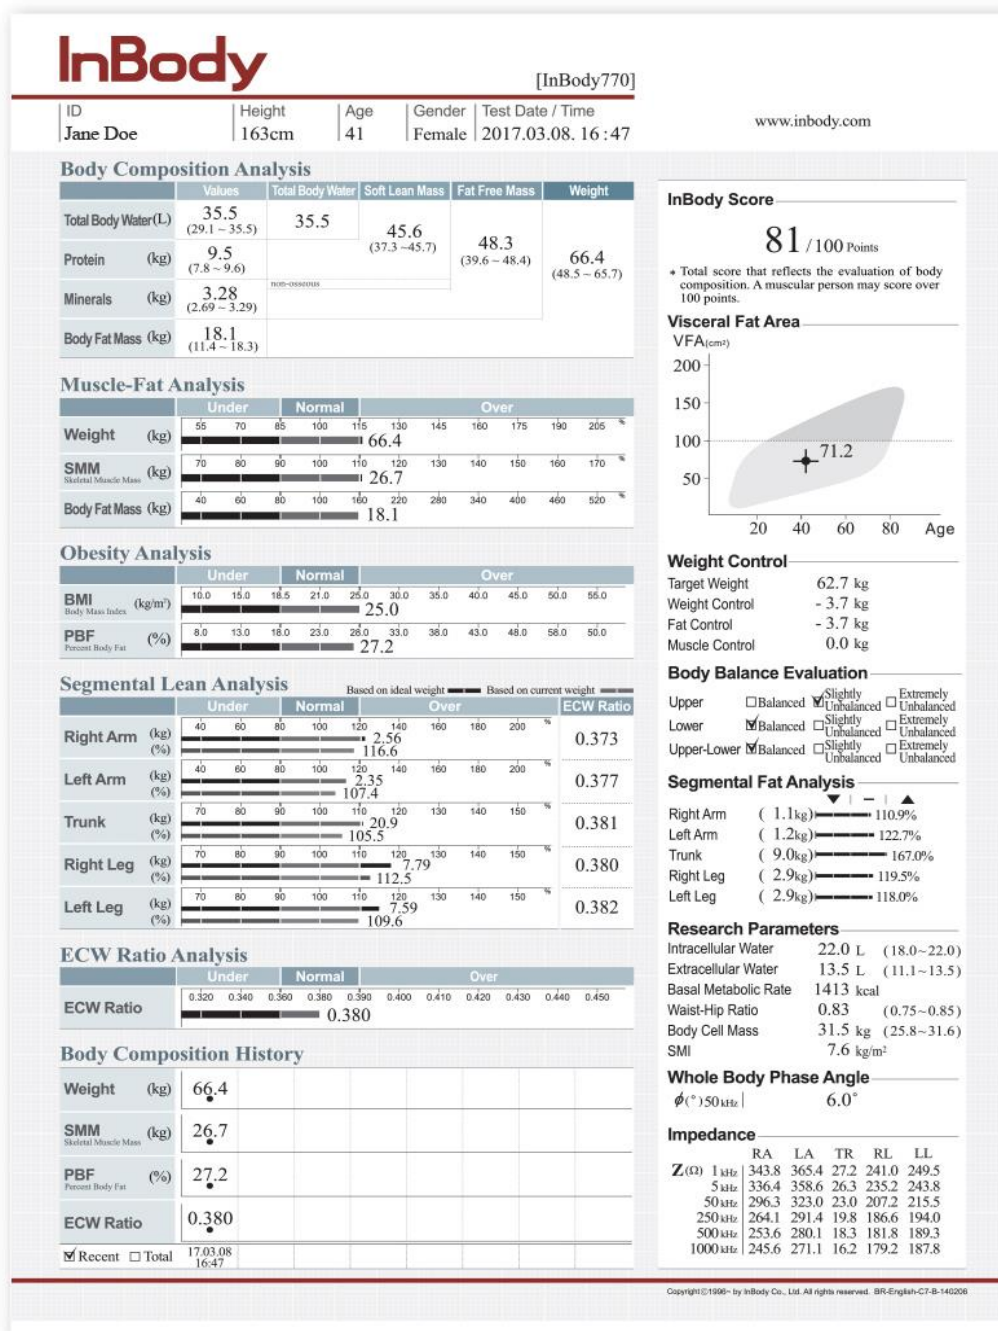 InBody
[InBody770]
ID Height Age Gender Test Date / Time
Jane Doe 163cm 41 Female 2017.03.08. 16:47
www.inbody.com
Body Composition Analysis
Values Total Body Water Soft Lean Mass Fat Free Mass Weight
Total Body Water(L) 35.5 (29.1 ~ 35.5) 35.5 45.6 (37.3 ~45.7) 48.3 (39.6 ~ 48.4) 66.4 (48.5 ~ 65.7)
Protein (kg) 9.5 (7.8 ~ 9.6)
Minerals (kg) 3.28 (2.69 ~ 3.29) non-osseous
Body Fat Mass (kg) 18.1 (11.4 ~ 18.3)
Muscle-Fat Analysis
Under Normal Over
Weight (kg) 55 70 85 100 115 130 145 160 175 190 205 %
66.4
SMM (kg) 70 80 90 100 110 120 130 140 150 160 170 %
Skeletal Muscle Mass 26.7
Body Fat Mass (kg) 40 60 80 100 160 220 280 340 400 460 520 %
18.1
Obesity Analysis
Under Normal Over
BMI (kg/m²) 10.0 15.0 18.5 21.0 25.0 30.0 35.0 40.0 45.0 50.0 55.0
Body Mass Index 25.0
PBF (%) 8.0 13.0 18.0 23.0 28.0 33.0 38.0 43.0 48.0 58.0 50.0
Percent Body Fat 27.2
Segmental Lean Analysis Based on ideal weight Based on current weight
Under Normal Over ECW Ratio
Right Arm (kg) (%) 40 60 80 100 120 140 160 180 200 %
2.56
116.6
0.373
Left Arm (kg) (%) 40 60 80 100 120 140 160 180 200 %
2.35
107.4
0.377
Trunk (kg) (%) 70 80 90 100 110 120 130 140 150 %
20.9
105.5
0.381
Right Leg (kg) (%) 70 80 90 100 110 120 130 140 150 %
7.79
112.5
0.380
Left Leg (kg) (%) 70 80 90 100 110 120 130 140 150 %
7.59
109.6
0.382
ECW Ratio Analysis
Under Normal Over
ECW Ratio 0.320 0.340 0.360 0.380 0.390 0.400 0.410 0.420 0.430 0.440 0.450
0.380
Body Composition History
Weight (kg) 66.4
SMM (kg) 26.7
Skeletal Muscle Mass
PBF (%) 27.2
Percent Body Fat
ECW Ratio 0.380
Recent Total 17.03.08
16:47
InBody Score
81 /100 Points
* Total score that reflects the evaluation of body
composition. A muscular person may score over
100 points.
Visceral Fat Area
VFA(cm²)
200
150
100
71.2
50
20 40 60 80 Age
Weight Control
Target Weight 62.7 kg
Weight Control - 3.7 kg
Fat Control - 3.7 kg
Muscle Control 0.0 kg
Body Balance Evaluation
Upper Balanced Slightly Unbalanced Extremely Unbalanced
Lower Balanced Slightly Unbalanced Extremely Unbalanced
Upper-Lower Balanced Slightly Unbalanced Extremely Unbalanced
Segmental Fat Analysis
Right Arm ( 1.1kg) 110.9%
Left Arm ( 1.2kg) 122.7%
Trunk ( 9.0kg) 167.0%
Right Leg ( 2.9kg) 119.5%
Left Leg ( 2.9kg) 118.0%
Research Parameters
Intracellular Water 22.0 L (18.0~22.0)
Extracellular Water 13.5 L (11.1~13.5)
Basal Metabolic Rate 1413 kcal
Waist-Hip Ratio 0.83 (0.75~0.85)
Body Cell Mass 31.5 kg (25.8~31.6)
SMI 7.6 kg/m²
Whole Body Phase Angle
ϕ(°)50kHz 6.0°
Impedance
RA LA TR RL LL
Z(Ω) 1kHz 343.8 365.4 27.2 241.0 249.5
5kHz 336.4 358.6 26.3 235.2 243.8
50kHz 296.3 323.0 23.0 207.2 215.5
250kHz 264.1 291.4 19.8 186.6 194.0
500kHz 253.6 280.1 18.3 181.8 189.3
1000kHz 245.6 271.1 16.2 179.2 187.8
Copyright©1996~ by InBody Co., Ltd. All rights reserved. BR-English-C7-B-140206